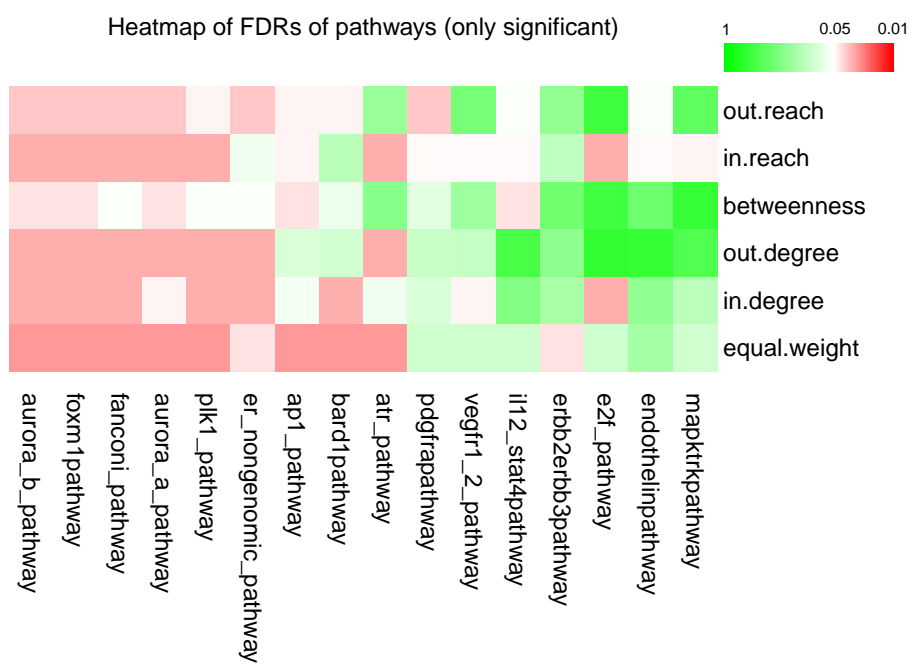 Heatmap of FDRs of pathways (only significant)
1 0.05 0.01
out.reach
in.reach
betweenness
out.degree
in.degree
equal.weight
aurora_b_pathway
foxm1pathway
fanconi_pathway
aurora_a_pathway
plk1_pathway
er_nongenomic_pathway
ap1_pathway
bard1pathway
atr_pathway
pdgfrapathway
vegfr1_2_pathway
il12_stat4pathway
erbb2erbb3pathway
e2f_pathway
endothelinpathway
mapktrkpathway